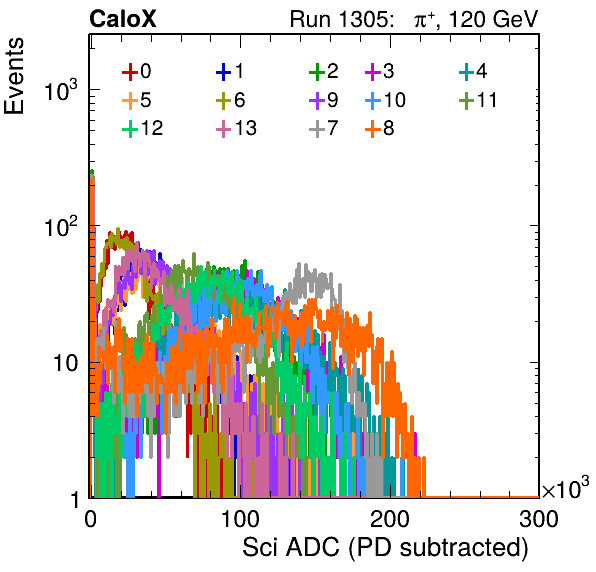 CaloX Run 1305: π⁺, 120 GeV
Events
0 1 2 3 4
5 6 9 10 11
12 13 7 8
10³
10²
10
1
0 100 200 300
×10³
Sci ADC (PD subtracted)